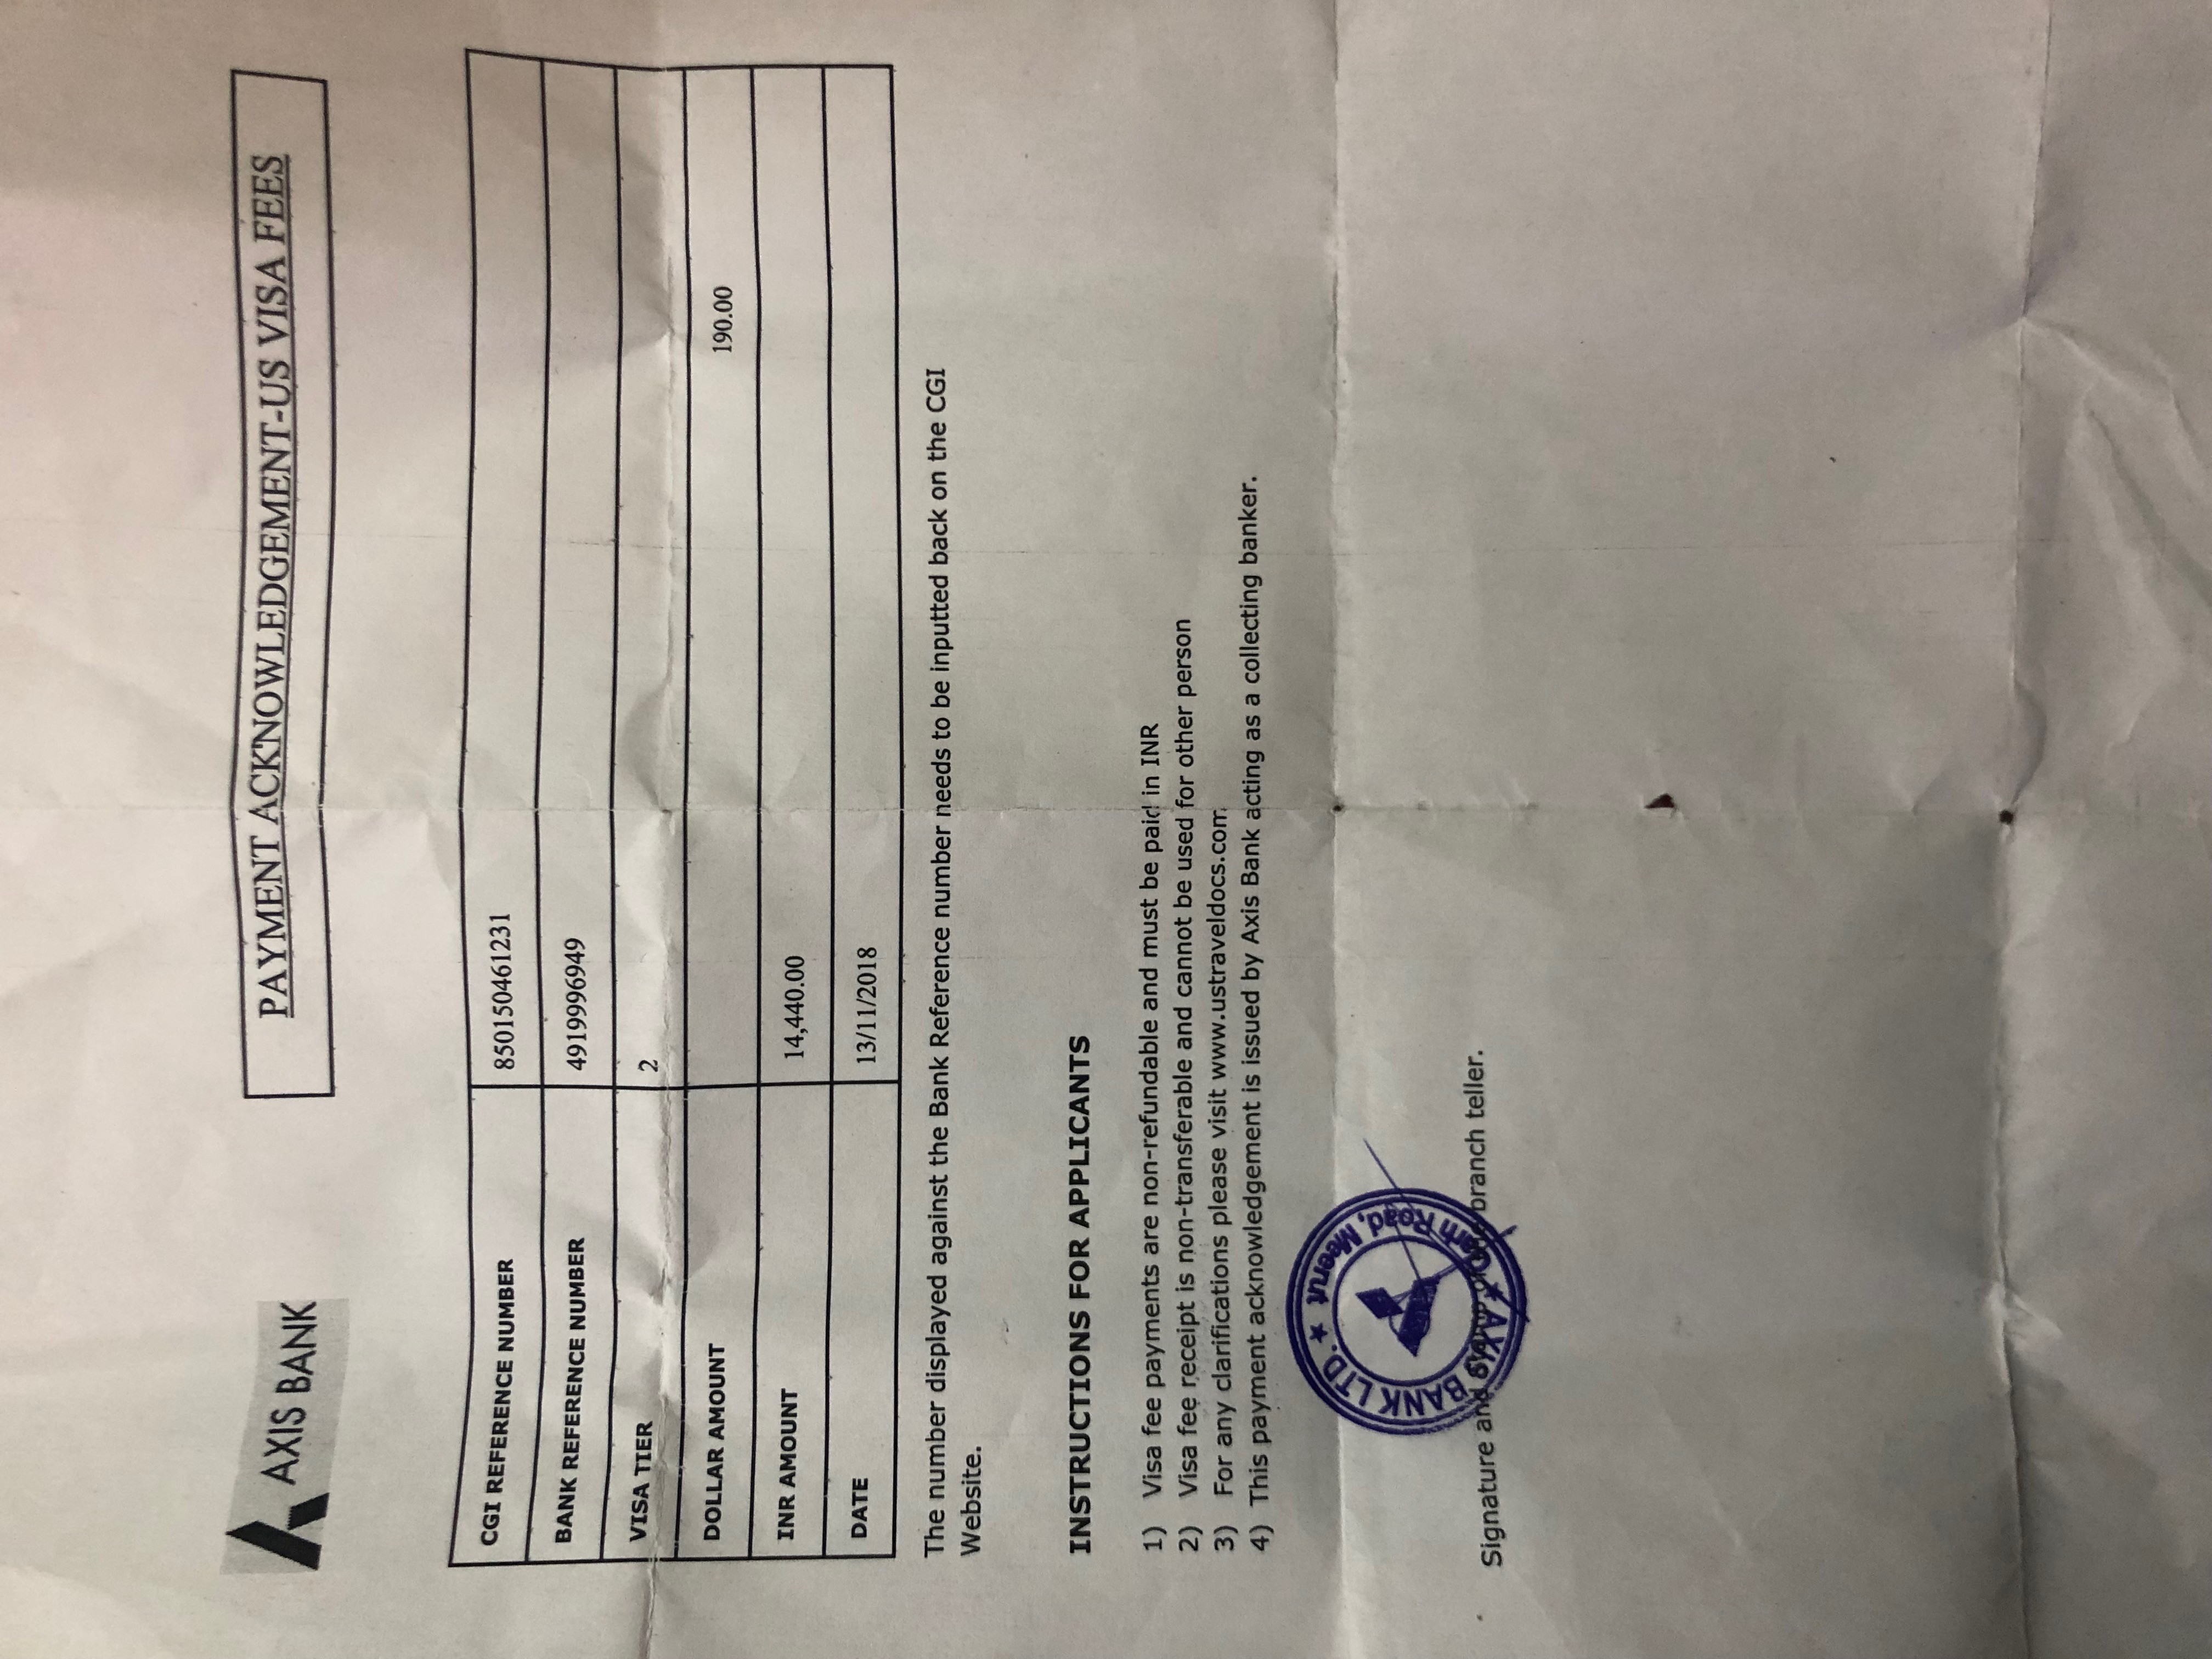 AXIS BANK
PAYMENT ACKNOWLEDGEMENT-US VISA FEES
CGI REFERENCE NUMBER 850150461231
BANK REFERENCE NUMBER 4919996949
VISA TIER 2
DOLLAR AMOUNT 190.00
INR AMOUNT 14,440.00
DATE 13/11/2018
The number displayed against the Bank Reference number needs to be inputted back on the CGI
Website.
INSTRUCTIONS FOR APPLICANTS
1) Visa fee payments are non-refundable and must be paid in INR
2) Visa fee receipt is non-transferable and cannot be used for other person
3) For any clarifications please visit www.ustraveldocs.com
4) This payment acknowledgement is issued by Axis Bank acting as a collecting banker.
AXIS BANK LTD. ★ Garh Road, Meerut ★
Signature and Stamp of the branch teller.